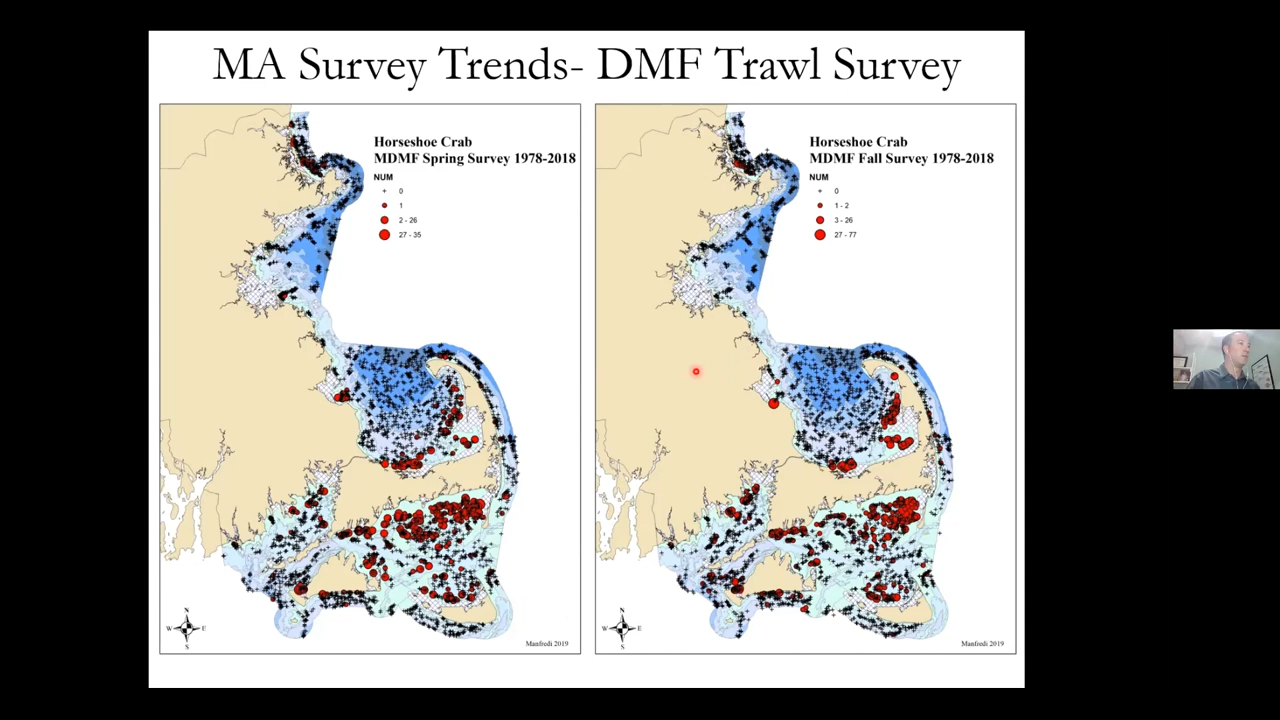 MA Survey Trends- DMF Trawl Survey
Horseshoe Crab
MDMF Spring Survey 1978-2018
NUM
0
1
2 - 26
27 - 35
N
W E
S
Manfredi 2019
Horseshoe Crab
MDMF Fall Survey 1978-2018
NUM
0
1 - 2
3 - 26
27 - 77
N
W E
S
Manfredi 2019